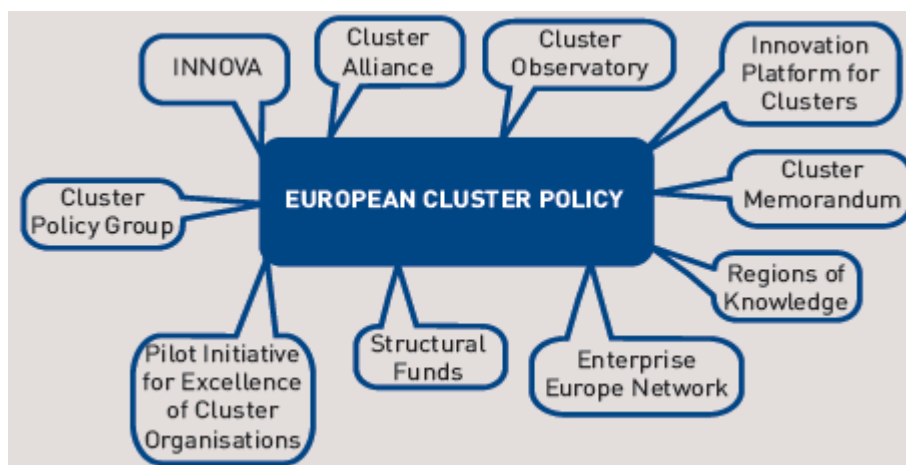 INNOVA
Cluster
Alliance
Cluster
Observatory
Innovation
Platform for
Clusters
Cluster
Policy Group
EUROPEAN CLUSTER POLICY
Cluster
Memorandum
Regions of
Knowledge
Pilot Initiative
for Excellence
of Cluster
Organisations
Structural
Funds
Enterprise
Europe Network